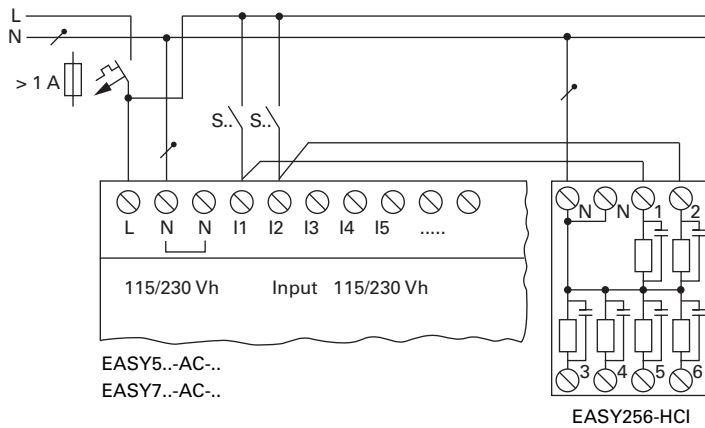 L
N
> 1 A
S.. S..
L N N I1 I2 I3 I4 I5 .....
N N 1 2
115/230 Vh Input 115/230 Vh
3 4 5 6
EASY5..-AC-..
EASY7..-AC-..
EASY256-HCI